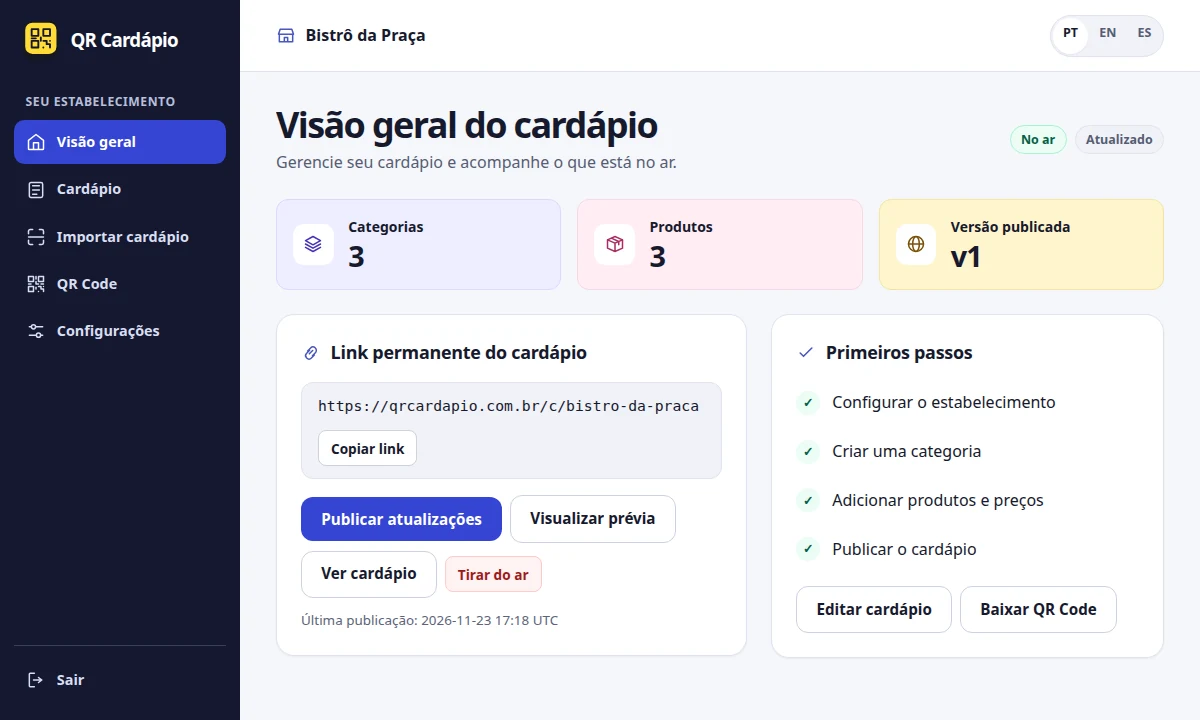 QR Cardápio
SEU ESTABELECIMENTO
Visão geral
Cardápio
Importar cardápio
QR Code
Configurações
Sair
Bistrô da Praça
PT EN ES
Visão geral do cardápio
Gerencie seu cardápio e acompanhe o que está no ar.
No ar
Atualizado
Categorias
3
Produtos
3
Versão publicada
v1
Link permanente do cardápio
https://qrcardapio.com.br/c/bistro-da-praca
Copiar link
Publicar atualizações
Visualizar prévia
Ver cardápio
Tirar do ar
Última publicação: 2026-11-23 17:18 UTC
Primeiros passos
Configurar o estabelecimento
Criar uma categoria
Adicionar produtos e preços
Publicar o cardápio
Editar cardápio
Baixar QR Code